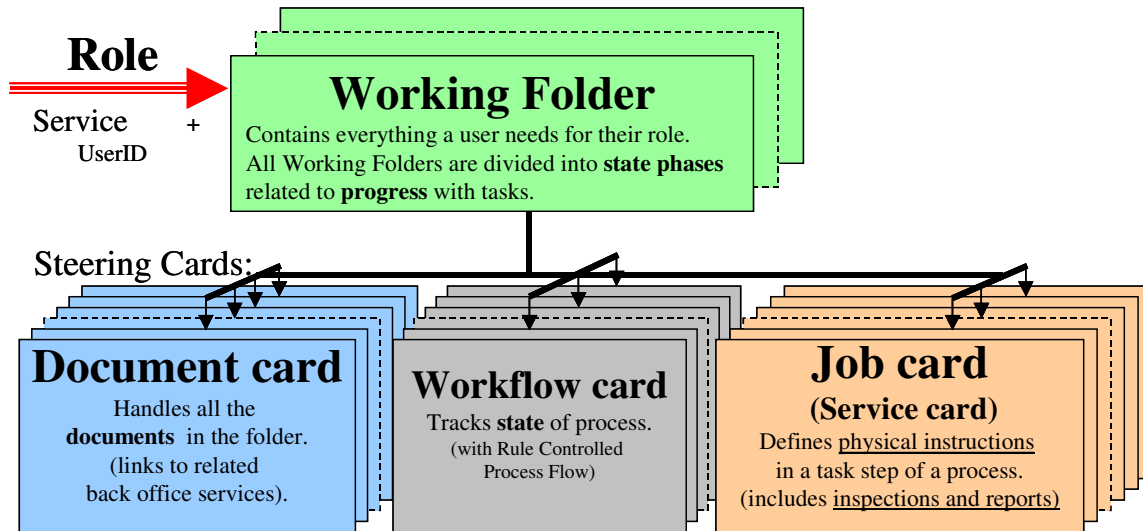 Role
Service +
UserID
Working Folder
Contains everything a user needs for their role.
All Working Folders are divided into state phases
related to progress with tasks.
Steering Cards:
Document card
Handles all the
documents in the folder.
(links to related
back office services).
Workflow card
Tracks state of process.
(with Rule Controlled
Process Flow)
Job card
(Service card)
Defines physical instructions
in a task step of a process.
(includes inspections and reports)